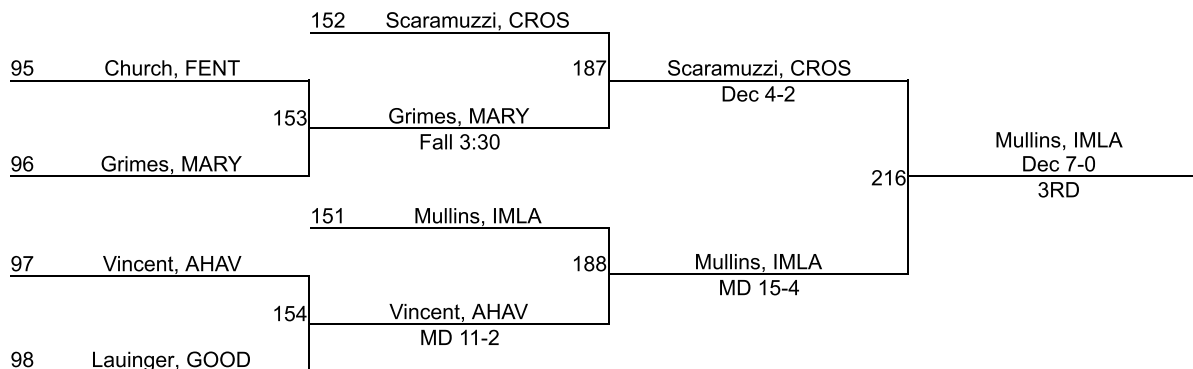 152 Scaramuzzi, CROS
95 Church, FENT
187 Scaramuzzi, CROS
Dec 4-2
153 Grimes, MARY
Fall 3:30
96 Grimes, MARY
Mullins, IMLA
216 Dec 7-0
3RD
151 Mullins, IMLA
97 Vincent, AHAV
188 Mullins, IMLA
MD 15-4
154 Vincent, AHAV
MD 11-2
98 Lauinger, GOOD